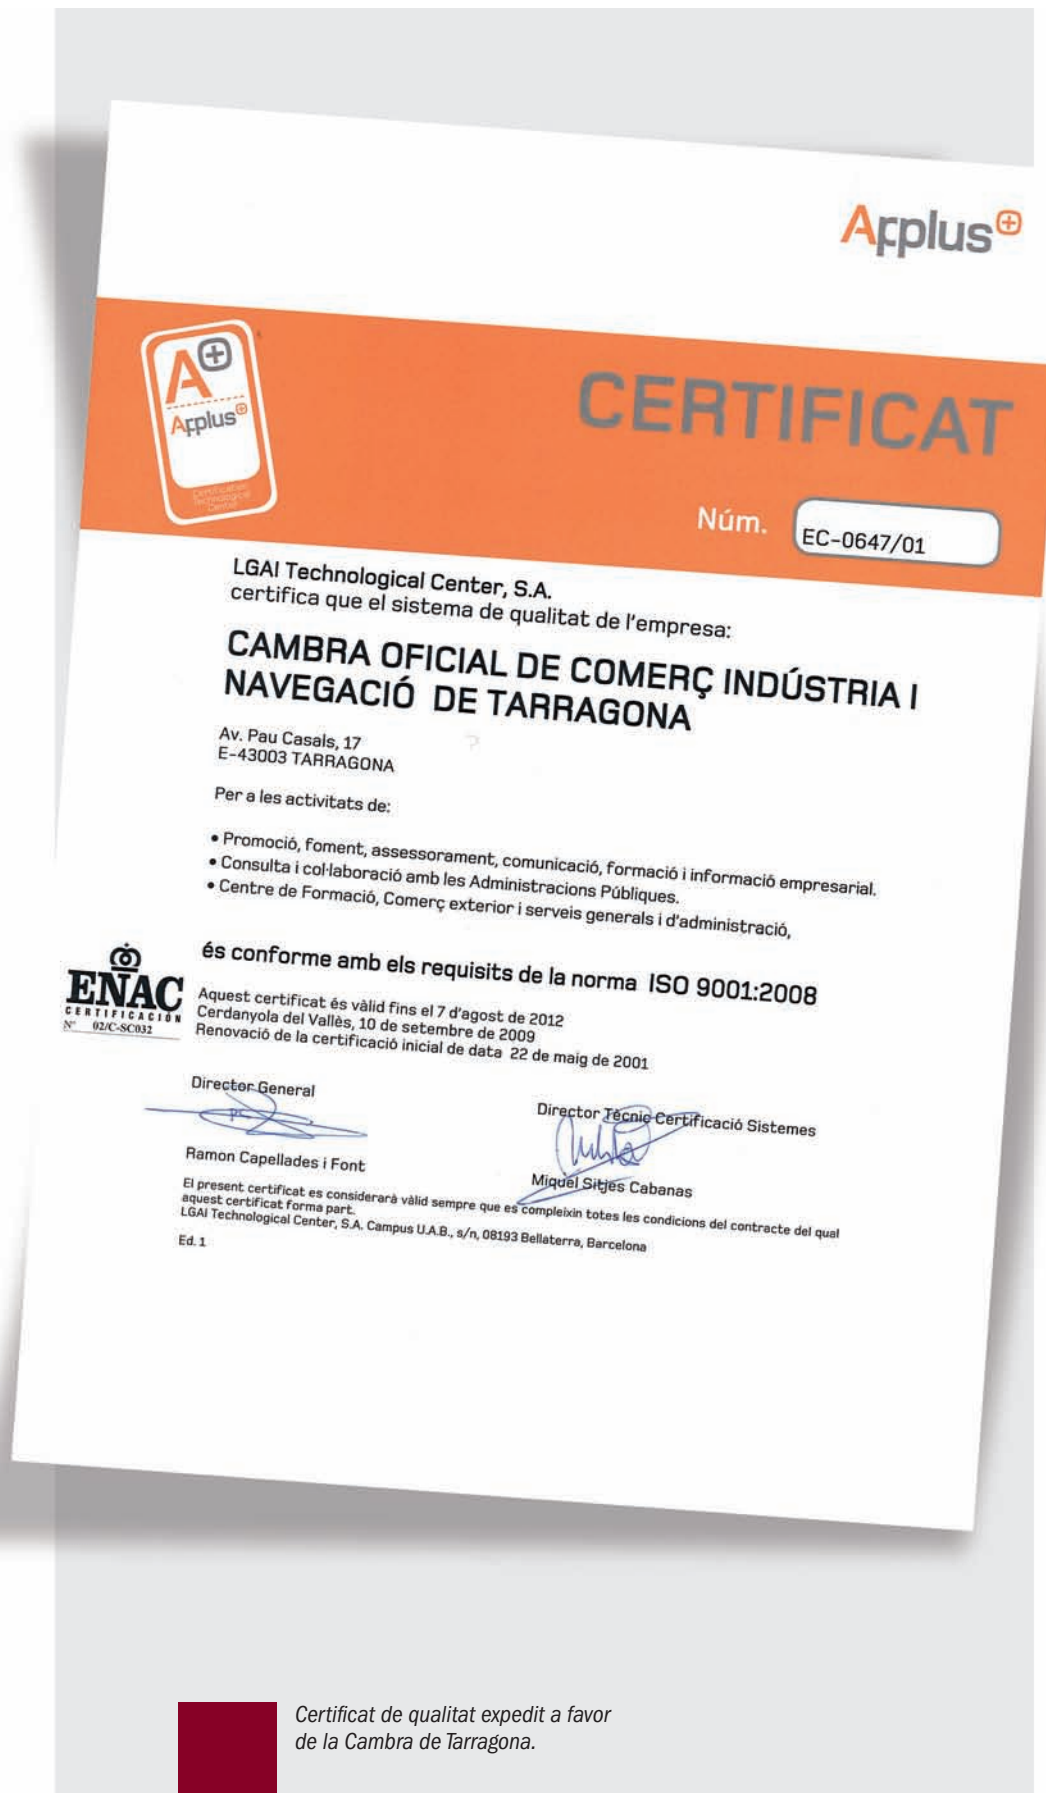 Applus+
A+
Applus+
Certification
Technological
Center
CERTIFICAT
Núm. EC-0647/01
LGAI Technological Center, S.A.
certifica que el sistema de qualitat de l'empresa:
CAMBRA OFICIAL DE COMERÇ INDÚSTRIA I
NAVEGACIÓ DE TARRAGONA
Av. Pau Casals, 17
E-43003 TARRAGONA
Per a les activitats de:
• Promoció, foment, assessorament, comunicació, formació i informació empresarial.
• Consulta i col·laboració amb les Administracions Públiques.
• Centre de Formació, Comerç exterior i serveis generals i d'administració,
és conforme amb els requisits de la norma ISO 9001:2008
ENAC
CERTIFICACIÓN
Nº 02/C-SC032
Aquest certificat és vàlid fins el 7 d'agost de 2012
Cerdanyola del Vallès, 10 de setembre de 2009
Renovació de la certificació inicial de data 22 de maig de 2001
Director General
Ramon Capellades i Font
Director Tècnic Certificació Sistemes
Miquel Sitjes Cabanas
El present certificat es considerarà vàlid sempre que es compleixin totes les condicions del contracte del qual
aquest certificat forma part.
LGAI Technological Center, S.A. Campus U.A.B., s/n, 08193 Bellaterra, Barcelona
Ed. 1
Certificat de qualitat expedit a favor
de la Cambra de Tarragona.